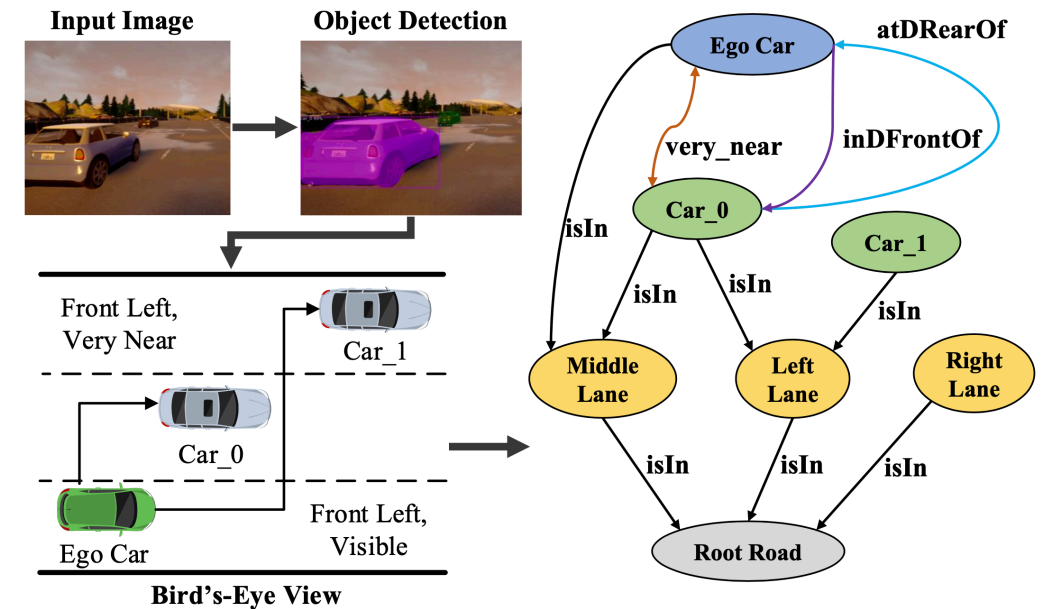 Input Image
Object Detection
Front Left,
Very Near
Car_1
Car_0
Ego Car
Front Left,
Visible
Bird's-Eye View
Ego Car
atDRearOf
very_near
inDFrontOf
Car_0
Car_1
isIn
isIn
isIn
isIn
Middle
Lane
Left
Lane
Right
Lane
isIn
isIn
isIn
Root Road